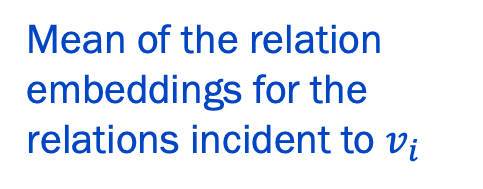 Mean of the relation
embeddings for the
relations incident to 𝑣ᵢ